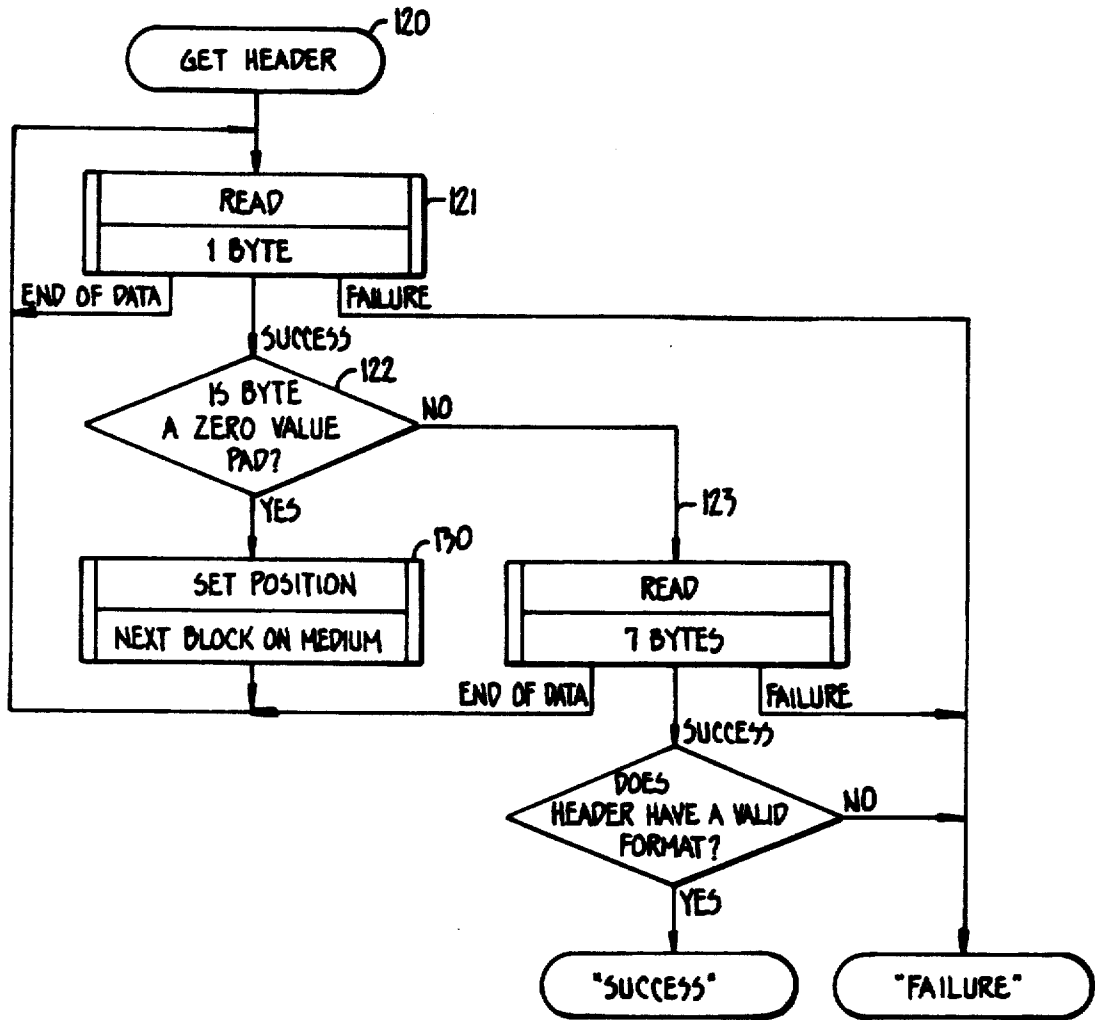 120
GET HEADER
READ
121
1 BYTE
END OF DATA
FAILURE
SUCCESS
122
IS BYTE
A ZERO VALUE
PAD?
NO
YES
123
130
SET POSITION
NEXT BLOCK ON MEDIUM
READ
7 BYTES
END OF DATA
FAILURE
SUCCESS
DOES
HEADER HAVE A VALID
FORMAT?
NO
YES
"SUCCESS"
"FAILURE"